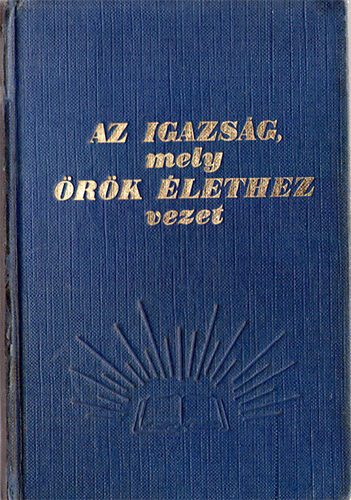 AZ IGAZSÁG,
mely
ÖRÖK ÉLETHEZ
vezet